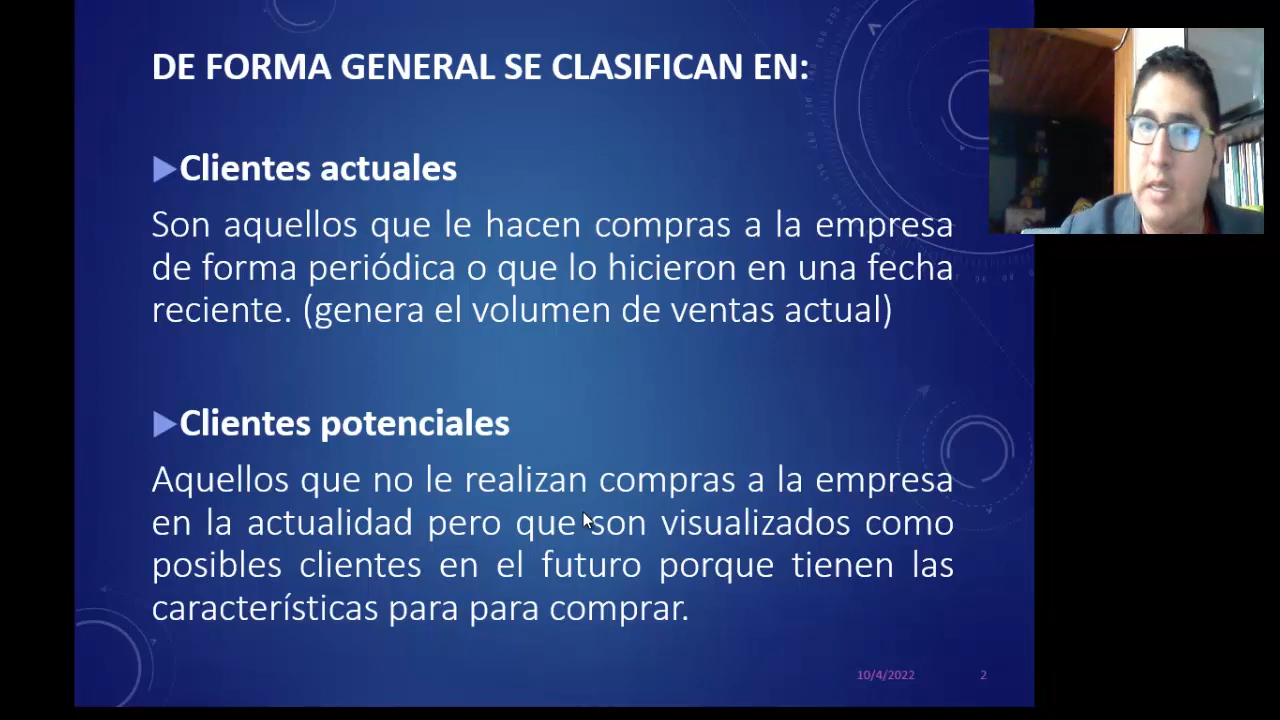 DE FORMA GENERAL SE CLASIFICAN EN:
Clientes actuales
Son aquellos que le hacen compras a la empresa
de forma periódica o que lo hicieron en una fecha
reciente. (genera el volumen de ventas actual)
Clientes potenciales
Aquellos que no le realizan compras a la empresa
en la actualidad pero que son visualizados como
posibles clientes en el futuro porque tienen las
características para para comprar.
10/4/2022
2